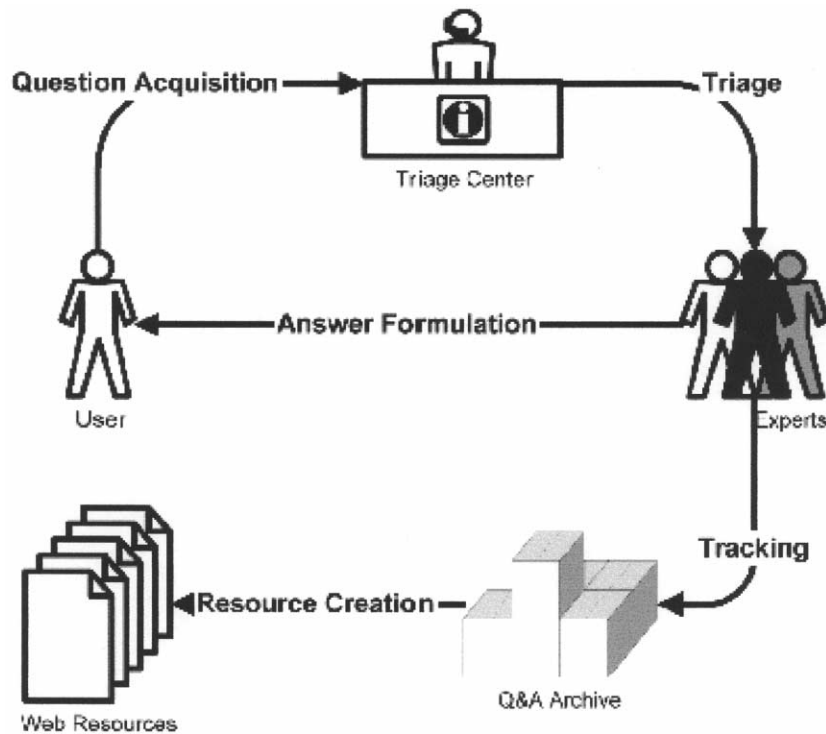 Question Acquisition
Triage
i
Triage Center
Answer Formulation
User
Experts
Tracking
Resource Creation
Q&A Archive
Web Resources